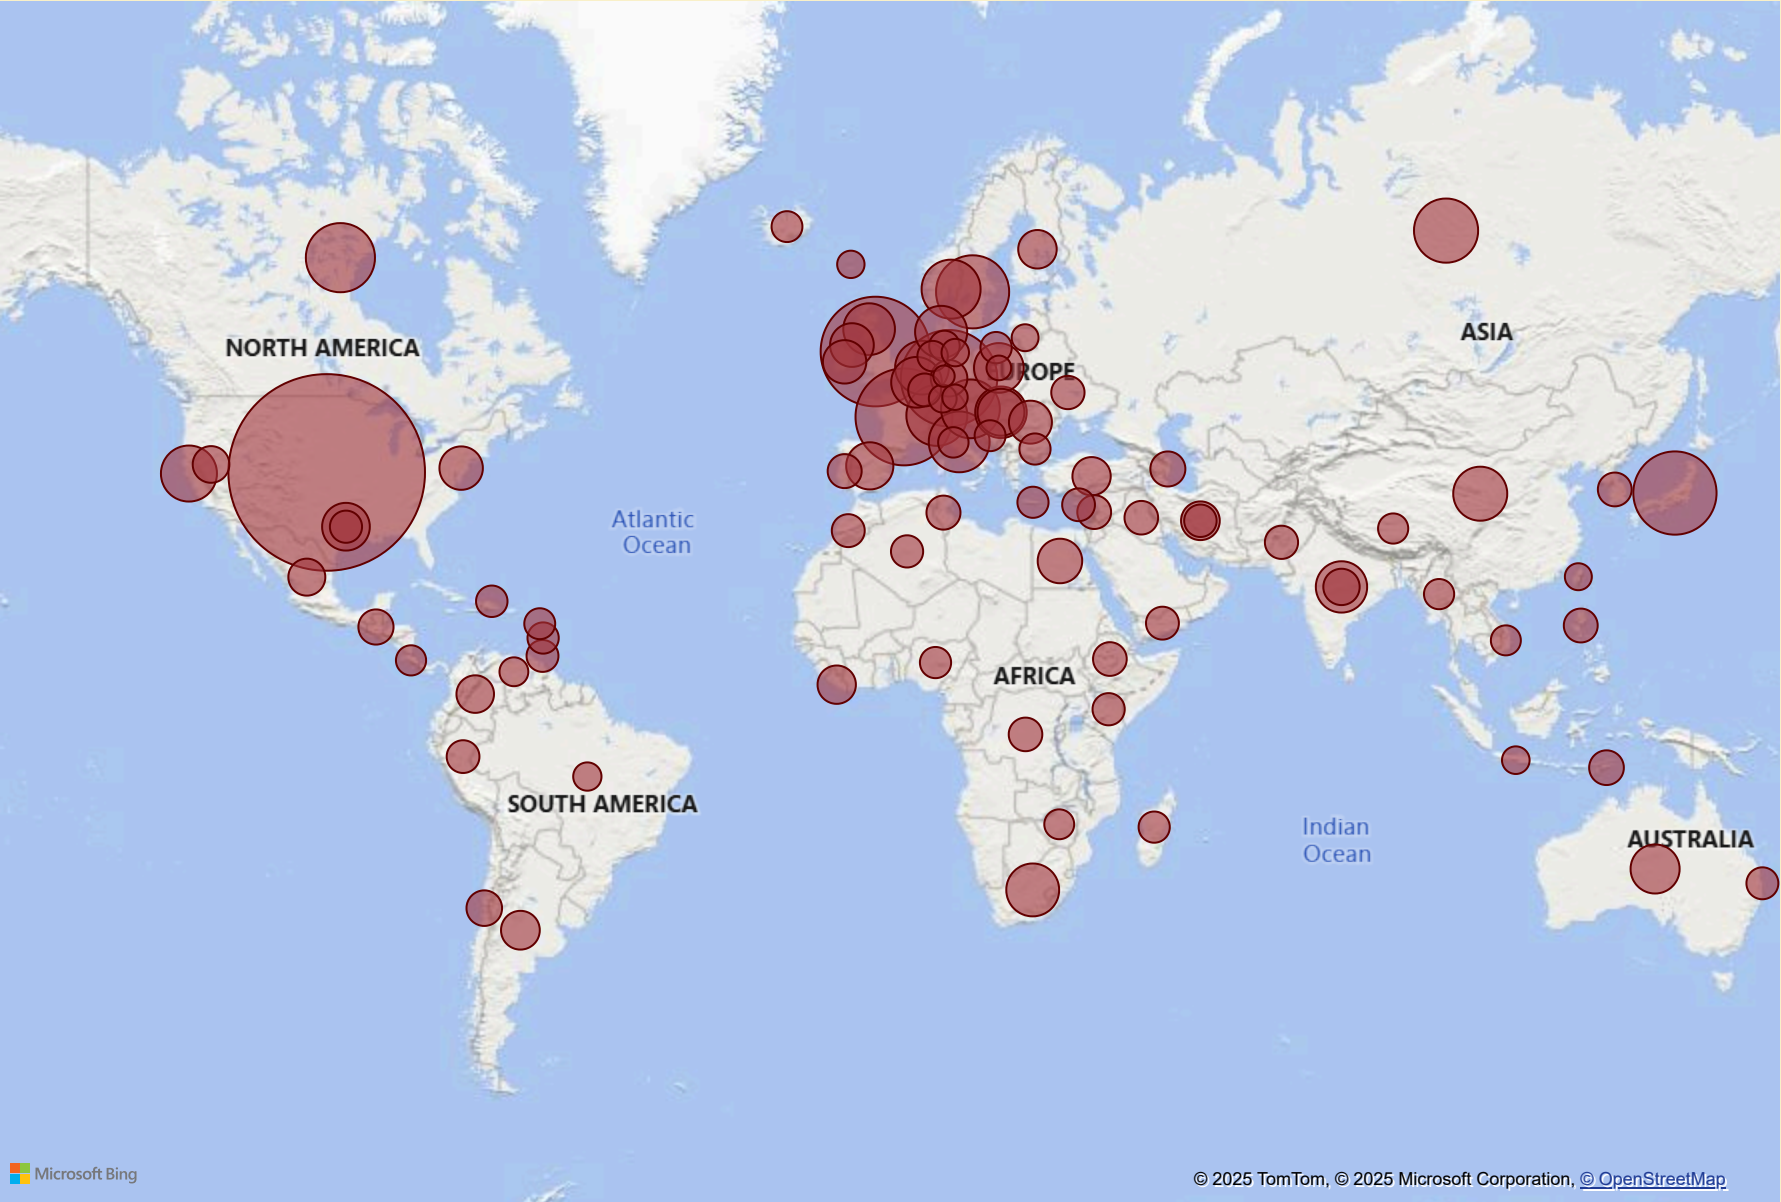 NORTH AMERICA
ASIA
UROPE
Atlantic
Ocean
AFRICA
SOUTH AMERICA
Indian
Ocean
AUSTRALIA
Microsoft Bing
© 2025 TomTom, © 2025 Microsoft Corporation, © OpenStreetMap